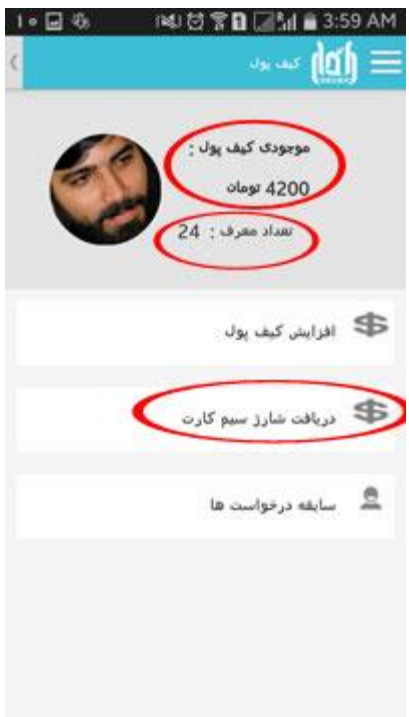 3:59 AM
کیف پول
موجودی کیف پول :
4200 تومان
تعداد معرف : 24
افزایش کیف پول
دریافت شارژ سیم کارت
سابقه درخواست ها